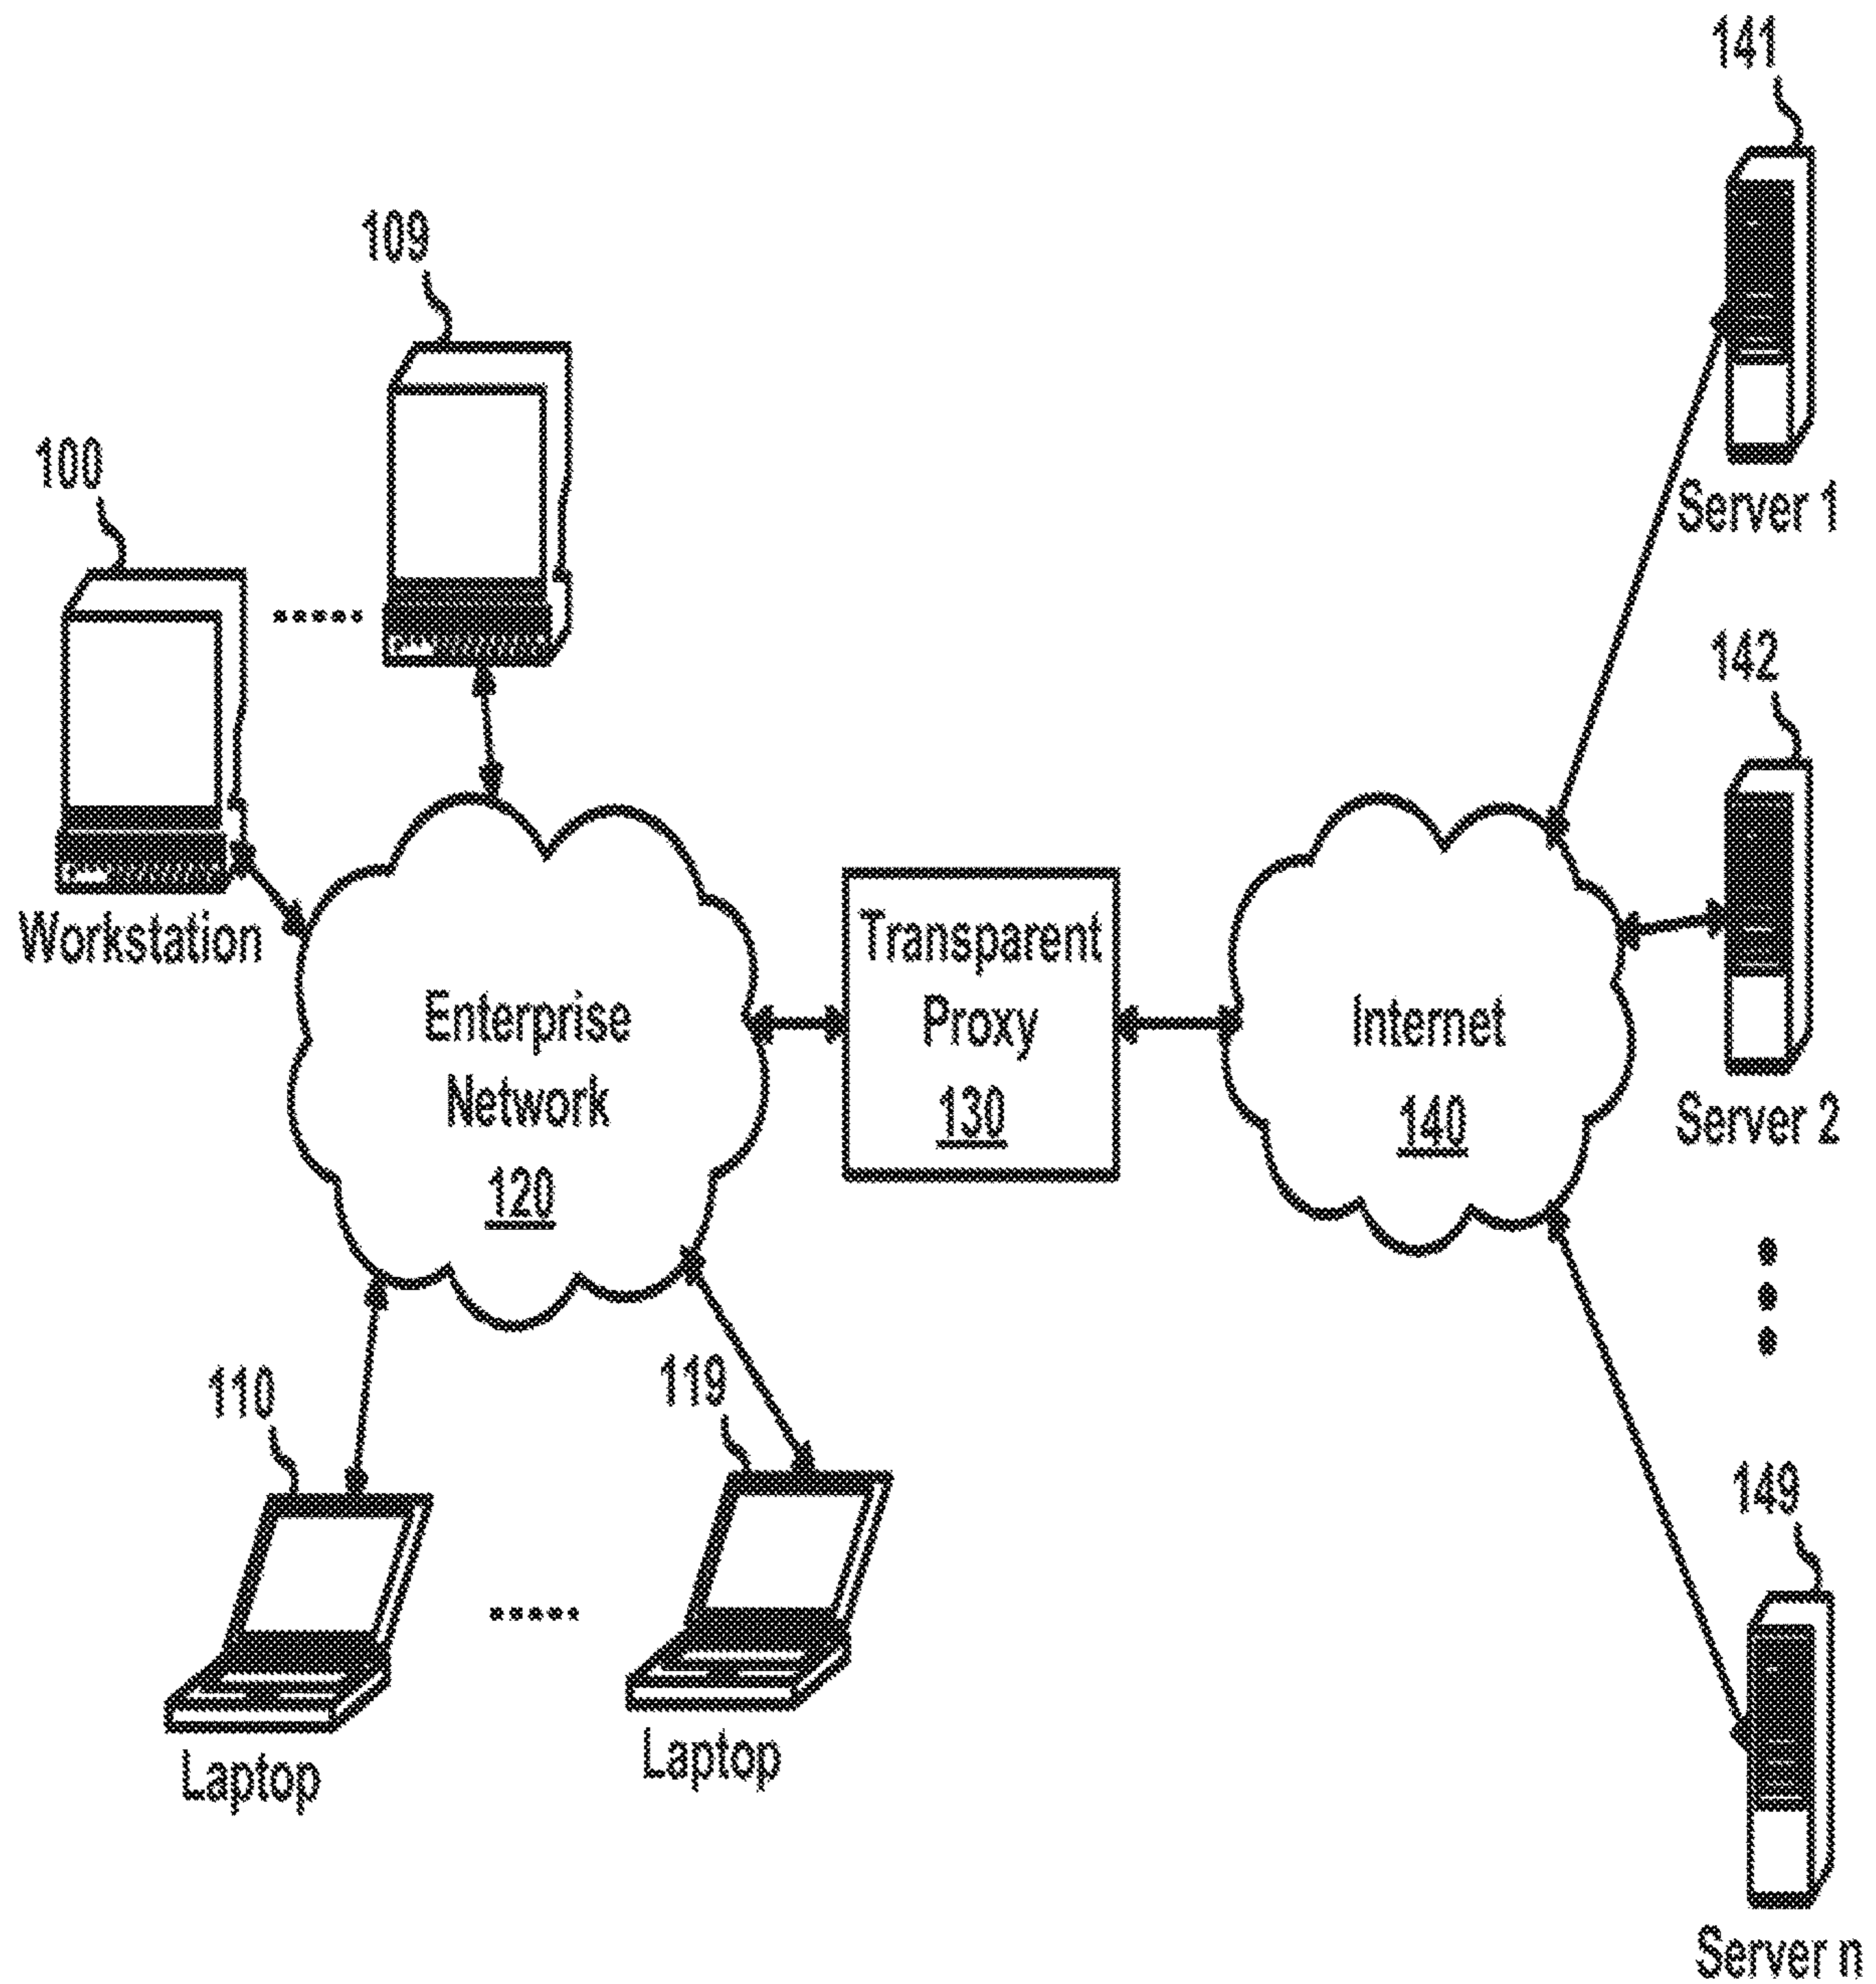 141
109
100
Server 1
142
Workstation
Transparent
Proxy
130
Enterprise
Network
120
Internet
140
Server 2
110
119
149
Laptop
Laptop
Server n